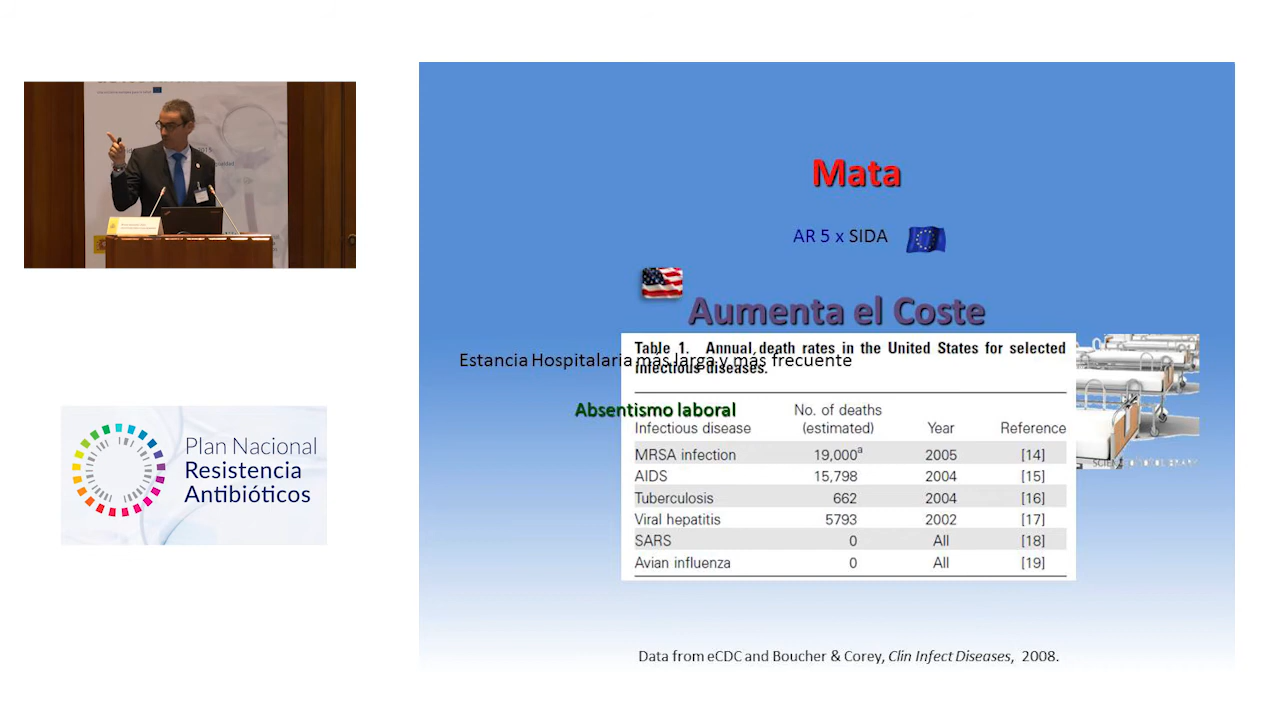 Mata
AR 5 x SIDA
Aumenta el Coste
Estancia Hospitalaria más larga y más frecuente
Absentismo laboral
Table 1. Annual death rates in the United States for selected
infectious diseases.
Infectious disease No. of deaths (estimated) Year Reference
MRSA infection 19,000a 2005 [14]
AIDS 15,798 2004 [15]
Tuberculosis 662 2004 [16]
Viral hepatitis 5793 2002 [17]
SARS 0 All [18]
Avian influenza 0 All [19]
Data from eCDC and Boucher & Corey, Clin Infect Diseases, 2008.
Plan Nacional
Resistencia
Antibióticos